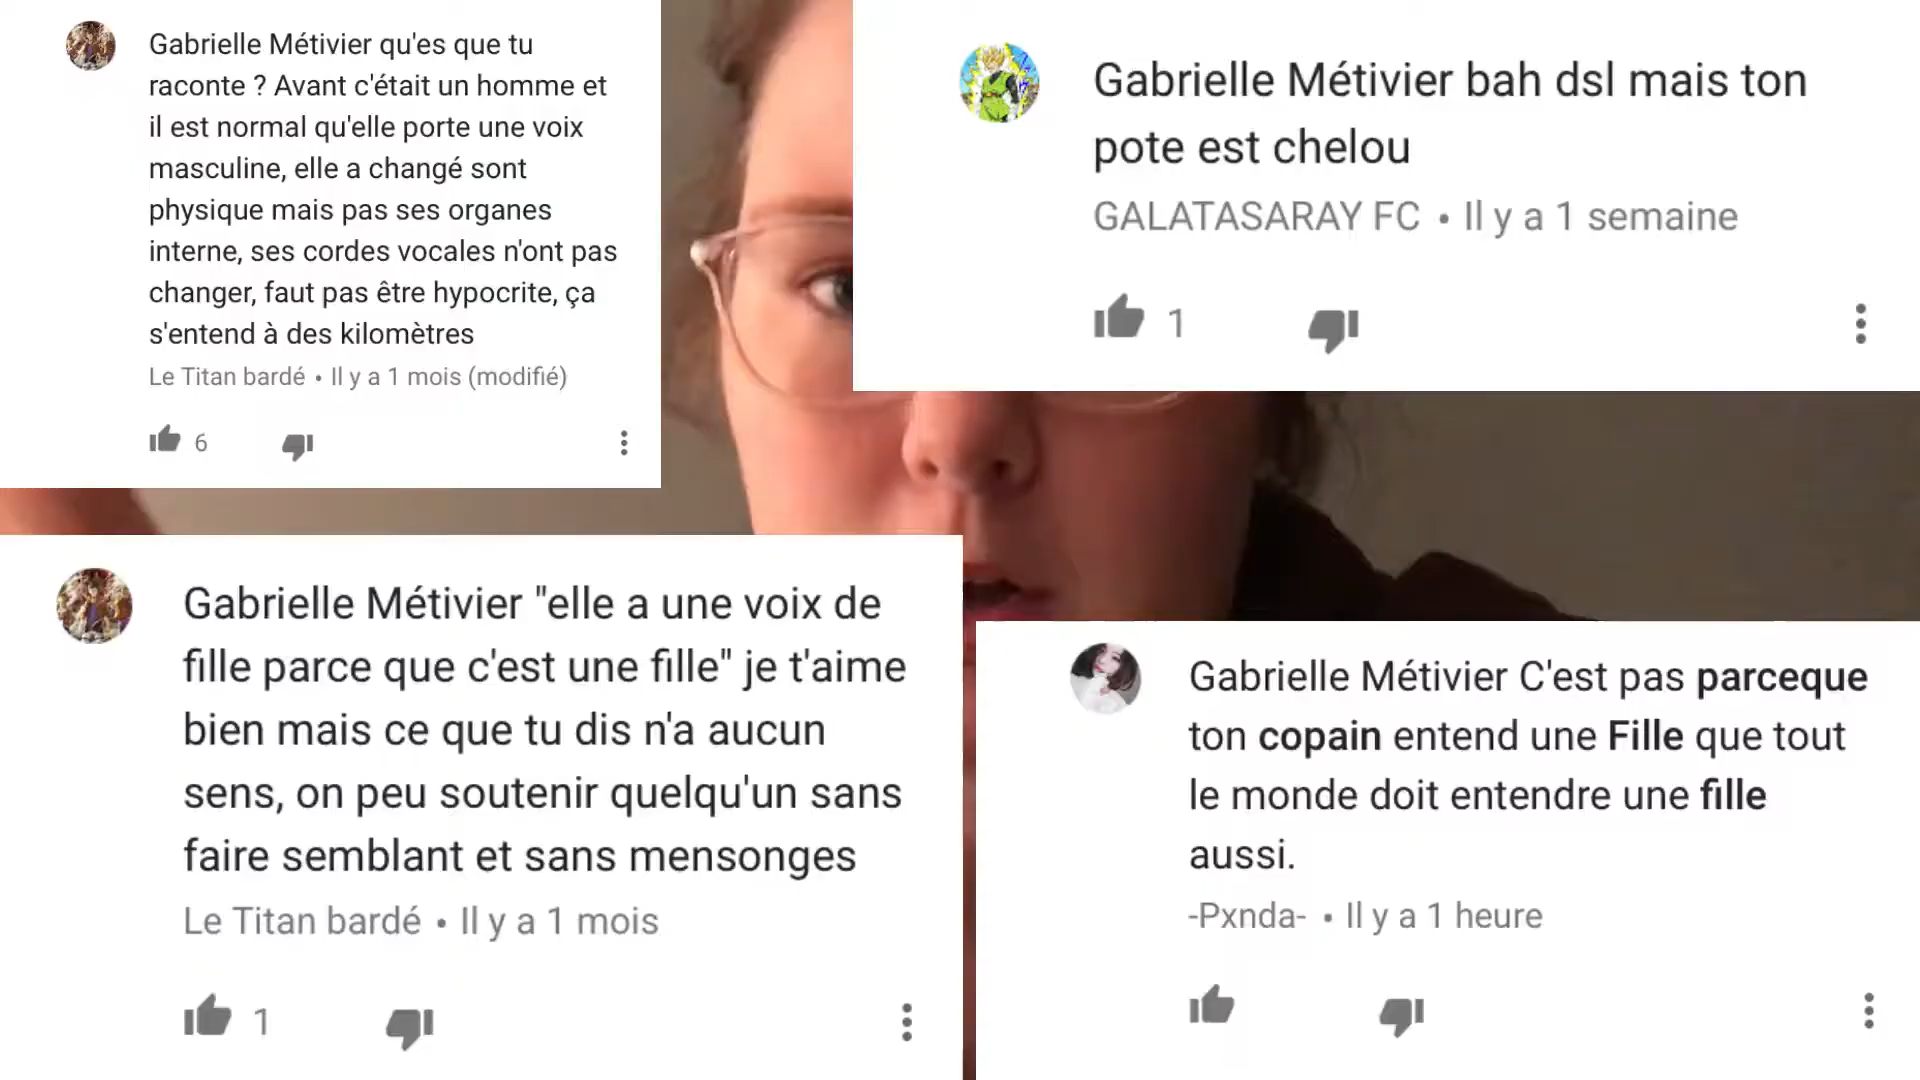 Gabrielle Métivier qu'es que tu
raconte ? Avant c'était un homme et
il est normal qu'elle porte une voix
masculine, elle a changé sont
physique mais pas ses organes
interne, ses cordes vocales n'ont pas
changer, faut pas être hypocrite, ça
s'entend à des kilomètres
Le Titan bardé • Il y a 1 mois (modifié)
6
Gabrielle Métivier bah dsl mais ton
pote est chelou
GALATASARAY FC • Il y a 1 semaine
1
Gabrielle Métivier "elle a une voix de
fille parce que c'est une fille" je t'aime
bien mais ce que tu dis n'a aucun
sens, on peu soutenir quelqu'un sans
faire semblant et sans mensonges
Le Titan bardé • Il y a 1 mois
1
Gabrielle Métivier C'est pas parceque
ton copain entend une Fille que tout
le monde doit entendre une fille
aussi.
-Pxnda- • Il y a 1 heure